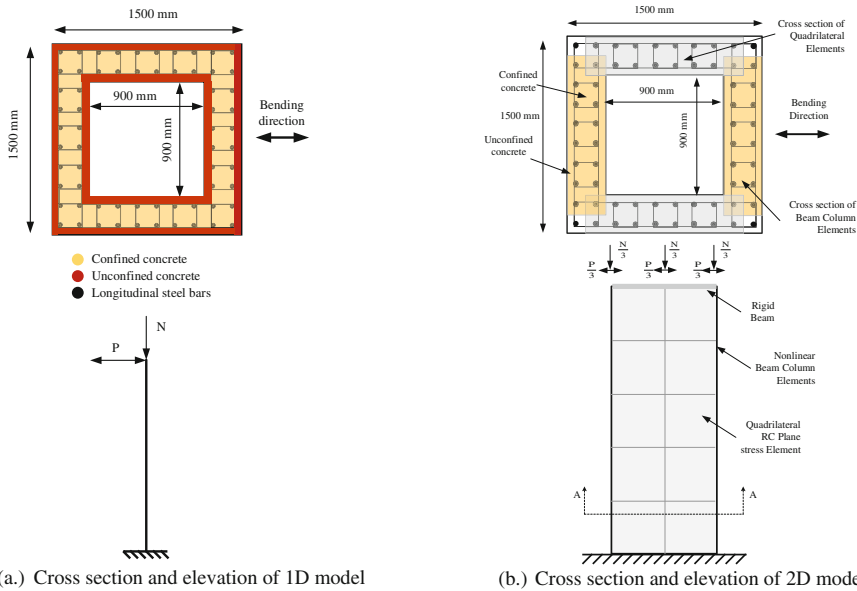 1500 mm
1500 mm
900 mm
900 mm
Bending
direction
Confined concrete
Unconfined concrete
Longitudinal steel bars
N
P
(a.) Cross section and elevation of 1D model
1500 mm
Cross section of
Quadrilateral
Elements
Confined
concrete
900 mm
1500 mm
900 mm
Bending
Direction
Unconfined
concrete
Cross section of
Beam Column
Elements
N/3 N/3 N/3
P/3 P/3 P/3
Rigid
Beam
Nonlinear
Beam Column
Elements
Quadrilateral
RC Plane
stress Element
A A
(b.) Cross section and elevation of 2D mode